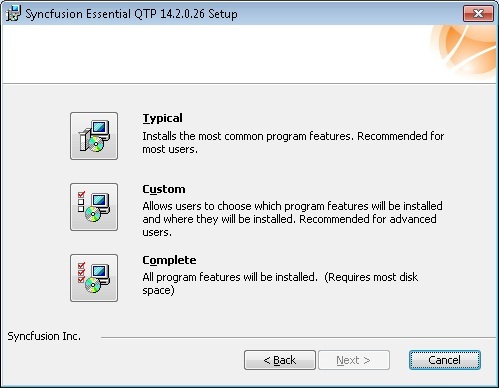 Syncfusion Essential QTP 14.2.0.26 Setup
Typical
Installs the most common program features. Recommended for
most users.
Custom
Allows users to choose which program features will be installed
and where they will be installed. Recommended for advanced
users.
Complete
All program features will be installed.  (Requires most disk
space)
Syncfusion Inc.
< Back
Next >
Cancel